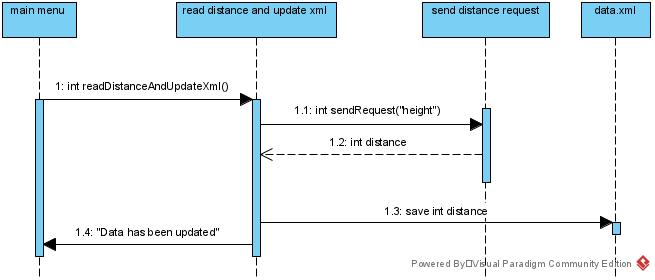 main menu
read distance and update xml
send distance request
data.xml
1: int readDistanceAndUpdateXml()
1.1: int sendRequest("height")
1.2: int distance
1.3: save int distance
1.4: "Data has been updated"
Powered By Visual Paradigm Community Edition